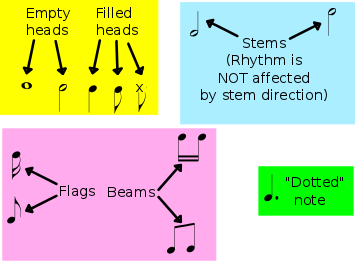 Empty
heads
Filled
heads
Stems
(Rhythm is
NOT affected
by stem direction)
Flags
Beams
"Dotted"
note